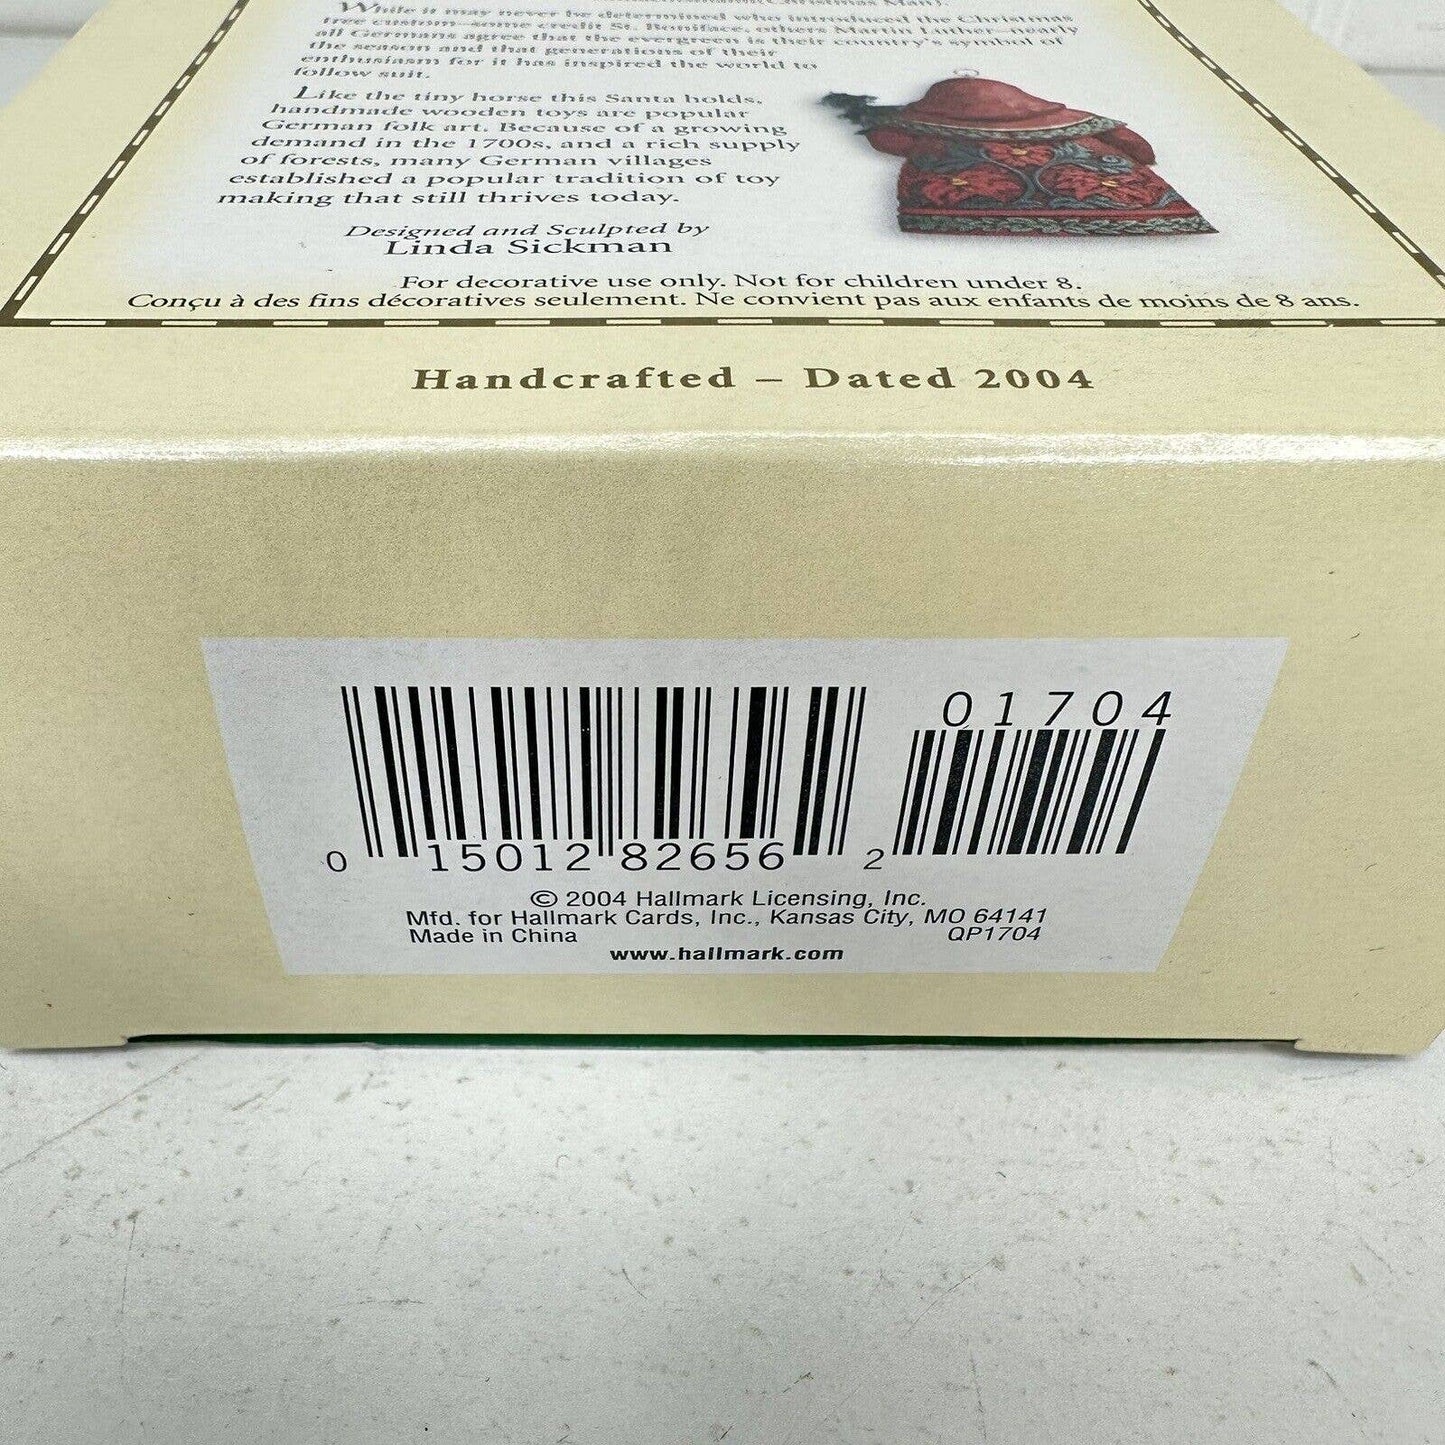 (Christmas Man).
While it may never be determined who introduced the Christmas
tree custom–some credit St. Boniface, others Martin Luther–nearly
all Germans agree that the evergreen is their country's symbol of
the season and that generations of their
enthusiasm for it has inspired the world to
follow suit.
Like the tiny horse this Santa holds,
handmade wooden toys are popular
German folk art. Because of a growing
demand in the 1700s, and a rich supply
of forests, many German villages
established a popular tradition of toy
making that still thrives today.
Designed and Sculpted by
Linda Sickman
For decorative use only. Not for children under 8.
Conçu à des fins décoratives seulement. Ne convient pas aux enfants de moins de 8 ans.
Handcrafted – Dated 2004
01704
0 15012 82656 2
© 2004 Hallmark Licensing, Inc.
Mfd. for Hallmark Cards, Inc., Kansas City, MO 64141
Made in China QP1704
www.hallmark.com